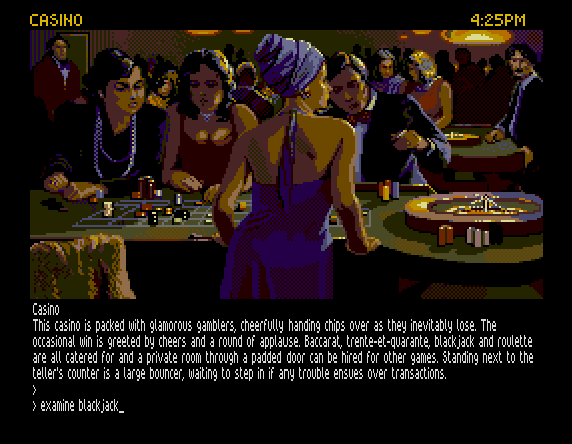 CASINO 4:25PM
Casino
This casino is packed with glamorous gamblers, cheerfully handing chips over as they inevitably lose. The
occasional win is greeted by cheers and a round of applause. Baccarat, trente-et-quarante, blackjack and roulette
are all catered for and a private room through a padded door can be hired for other games. Standing next to the
teller's counter is a large bouncer, waiting to step in if any trouble ensues over transactions.
>
> examine blackjack_